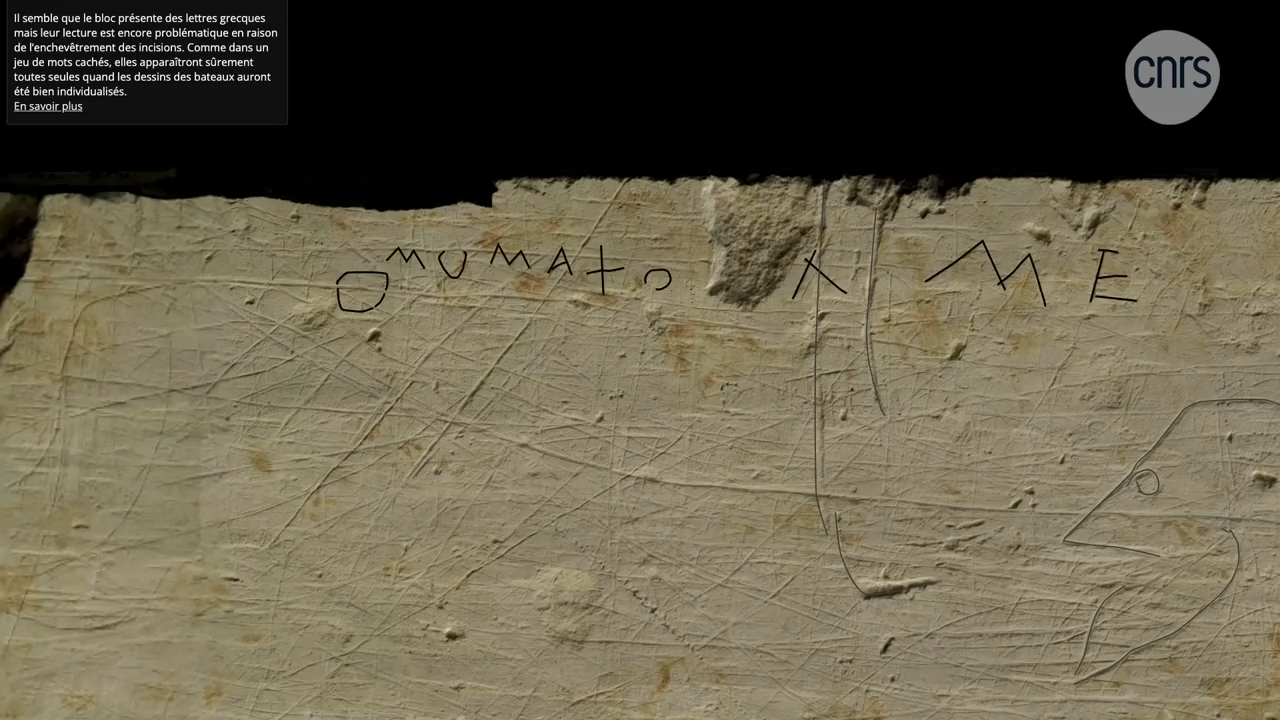 Il semble que le bloc présente des lettres grecques
mais leur lecture est encore problématique en raison
de l'enchevêtrement des incisions. Comme dans un
jeu de mots cachés, elles apparaîtront sûrement
toutes seules quand les dessins des bateaux auront
été bien individualisés.
En savoir plus
cnrs
ΟΜUΜΑΤΟ Λ ΜΕ